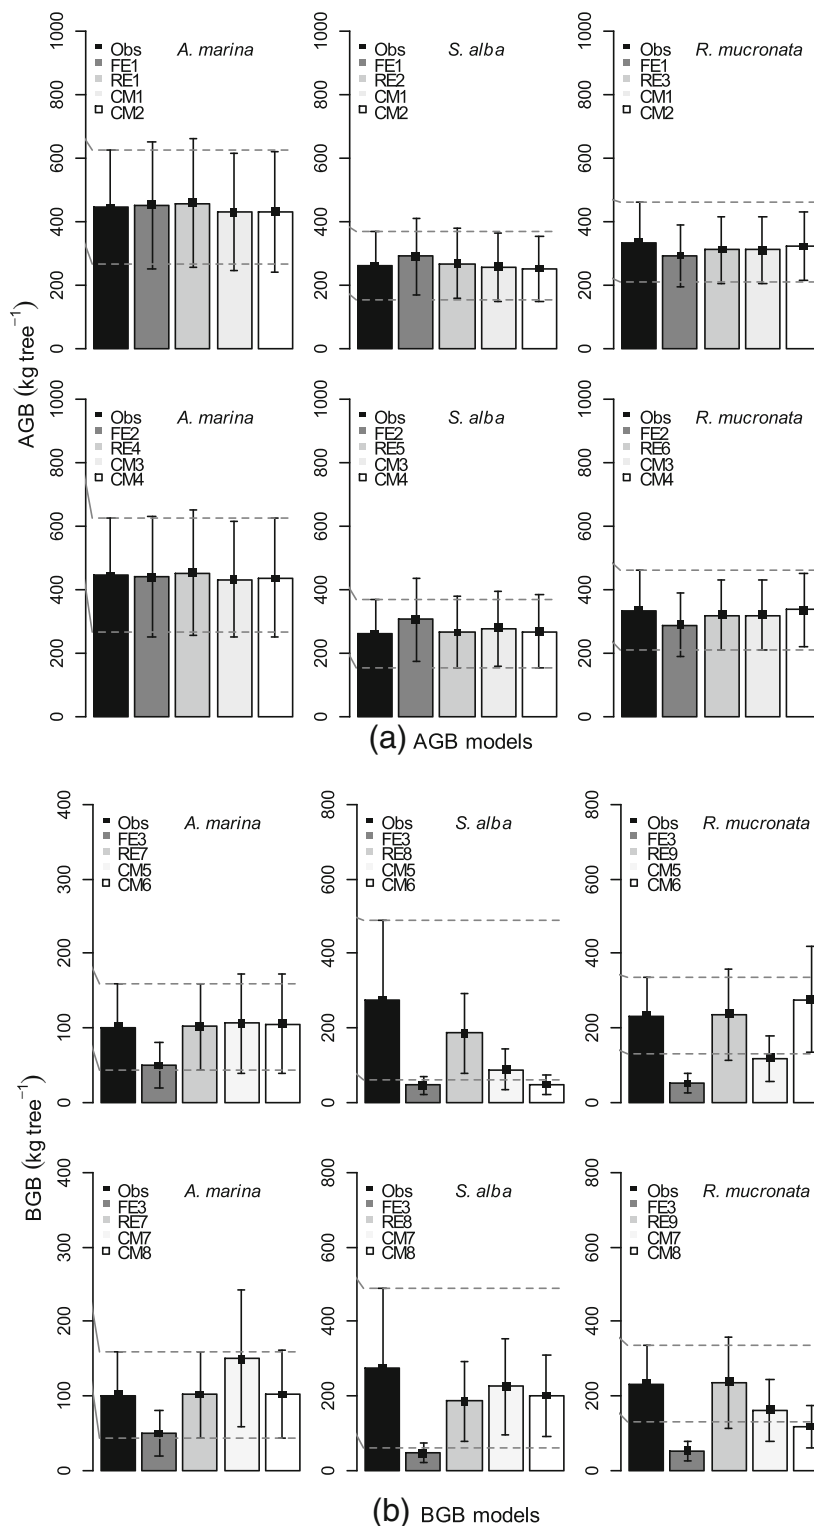 AGB (kg tree⁻¹)
0 200 400 600 800 1000
A. marina
Obs
FE1
RE1
CM1
CM2
0 200 400 600 800 1000
S. alba
Obs
FE1
RE2
CM1
CM2
0 200 400 600 800 1000
R. mucronata
Obs
FE1
RE3
CM1
CM2
0 200 400 600 800 1000
A. marina
Obs
FE2
RE4
CM3
CM4
0 200 400 600 800 1000
S. alba
Obs
FE2
RE5
CM3
CM4
0 200 400 600 800 1000
R. mucronata
Obs
FE2
RE6
CM3
CM4
(a) AGB models
BGB (kg tree⁻¹)
0 100 200 300 400
A. marina
Obs
FE3
RE7
CM5
CM6
0 200 400 600 800
S. alba
Obs
FE3
RE8
CM5
CM6
0 200 400 600 800
R. mucronata
Obs
FE3
RE9
CM5
CM6
0 100 200 300 400
A. marina
Obs
FE3
RE7
CM7
CM8
0 200 400 600 800
S. alba
Obs
FE3
RE8
CM7
CM8
0 200 400 600 800
R. mucronata
Obs
FE3
RE9
CM7
CM8
(b) BGB models